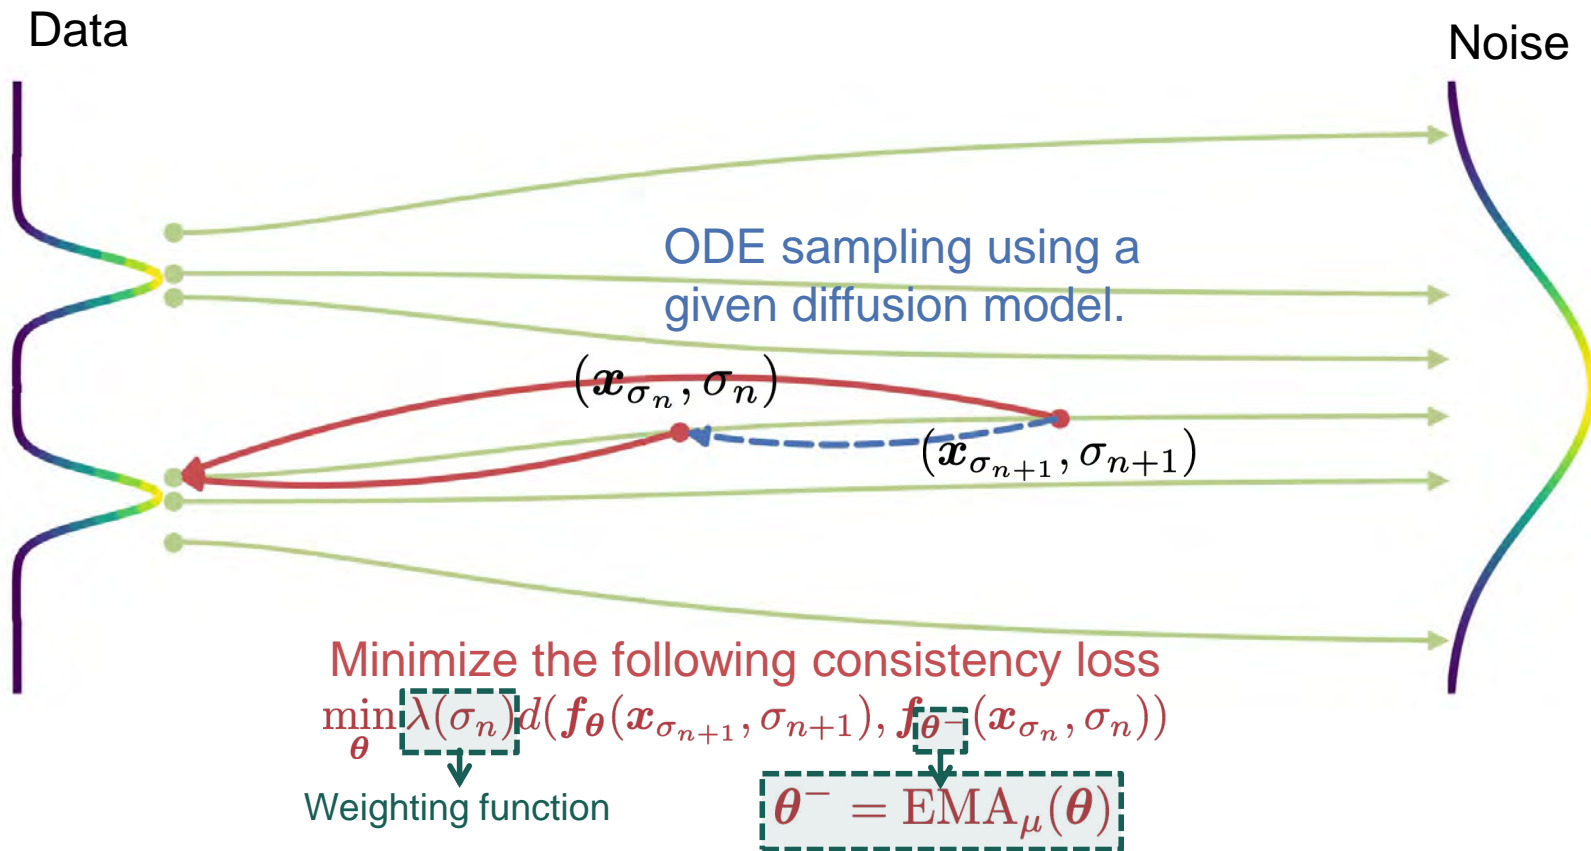 Data
Noise
ODE sampling using a
given diffusion model.
(𝒙_{σ_n}, σ_n)
(𝒙_{σ_{n+1}}, σ_{n+1})
Minimize the following consistency loss
min_𝜽 λ(σ_n)d(𝒇_𝜽(𝒙_{σ_{n+1}}, σ_{n+1}), 𝒇_{𝜽^−}(𝒙_{σ_n}, σ_n))
Weighting function
𝜽^− = EMA_μ(𝜽)